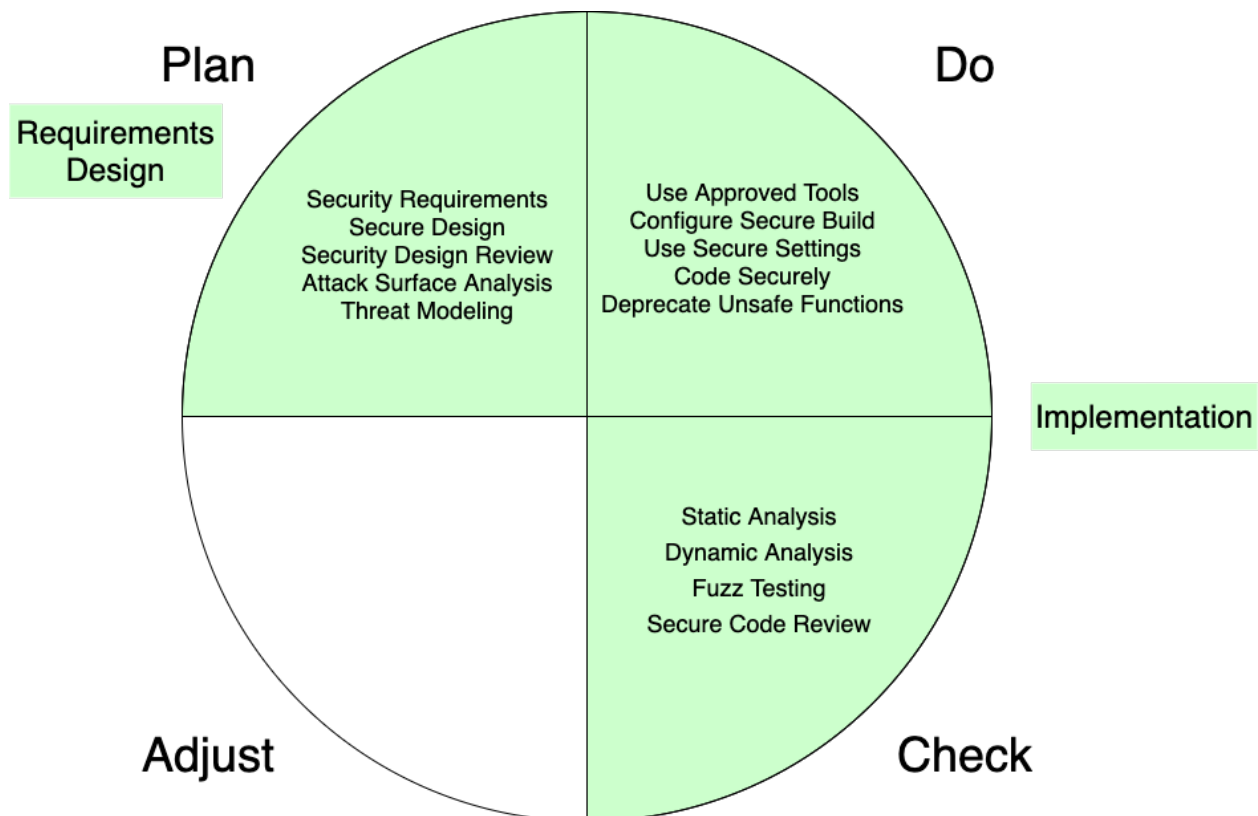 Plan
Do
Requirements
Design
Security Requirements
Secure Design
Security Design Review
Attack Surface Analysis
Threat Modeling
Use Approved Tools
Configure Secure Build
Use Secure Settings
Code Securely
Deprecate Unsafe Functions
Implementation
Static Analysis
Dynamic Analysis
Fuzz Testing
Secure Code Review
Adjust
Check